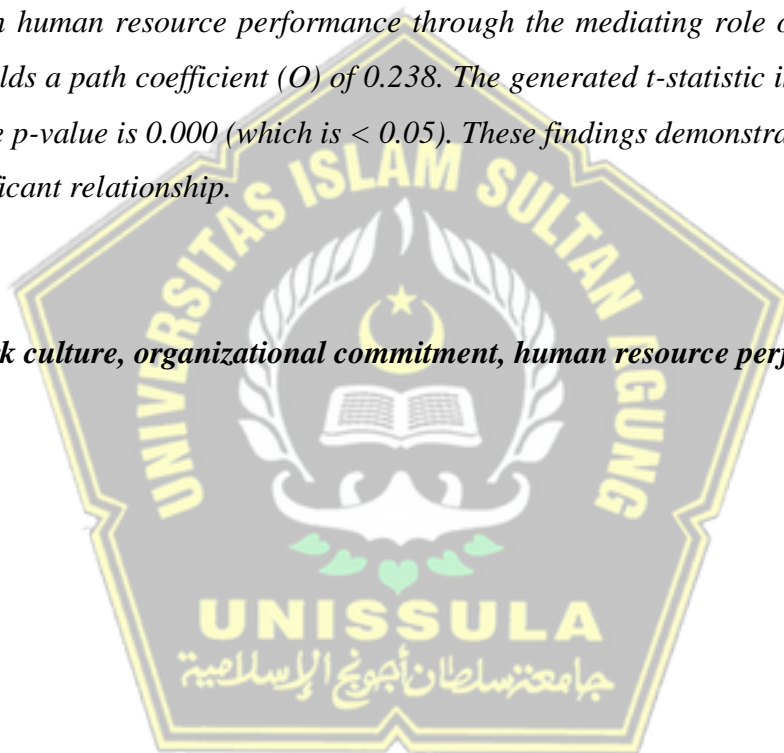 n human resource performance through the mediating role o
lds a path coefficient (O) of 0.238. The generated t-statistic i
e p-value is 0.000 (which is < 0.05). These findings demonstra
ficant relationship.
k culture, organizational commitment, human resource perf
UNIVERSITAS ISLAM SULTAN AGUNG
UNISSULA
جامعة سلطان أجونج الإسلامية